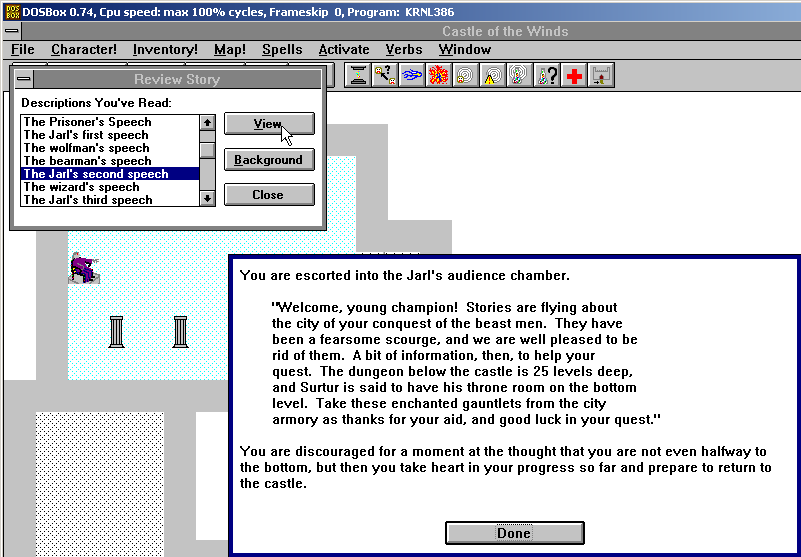 DOSBox 0.74, Cpu speed: max 100% cycles, Frameskip 0, Program: KRNL386
Castle of the Winds
File Character! Inventory! Map! Spells Activate Verbs Window
Review Story
Descriptions You've Read:
The Prisoner's Speech
The Jarl's first speech
The wolfman's speech
The bearman's speech
The Jarl's second speech
The wizard's speech
The Jarl's third speech
View
Background
Close
You are escorted into the Jarl's audience chamber.
"Welcome, young champion! Stories are flying about
the city of your conquest of the beast men. They have
been a fearsome scourge, and we are well pleased to be
rid of them. A bit of information, then, to help your
quest. The dungeon below the castle is 25 levels deep,
and Surtur is said to have his throne room on the bottom
level. Take these enchanted gauntlets from the city
armory as thanks for your aid, and good luck in your quest."
You are discouraged for a moment at the thought that you are not even halfway to
the bottom, but then you take heart in your progress so far and prepare to return to
the castle.
Done